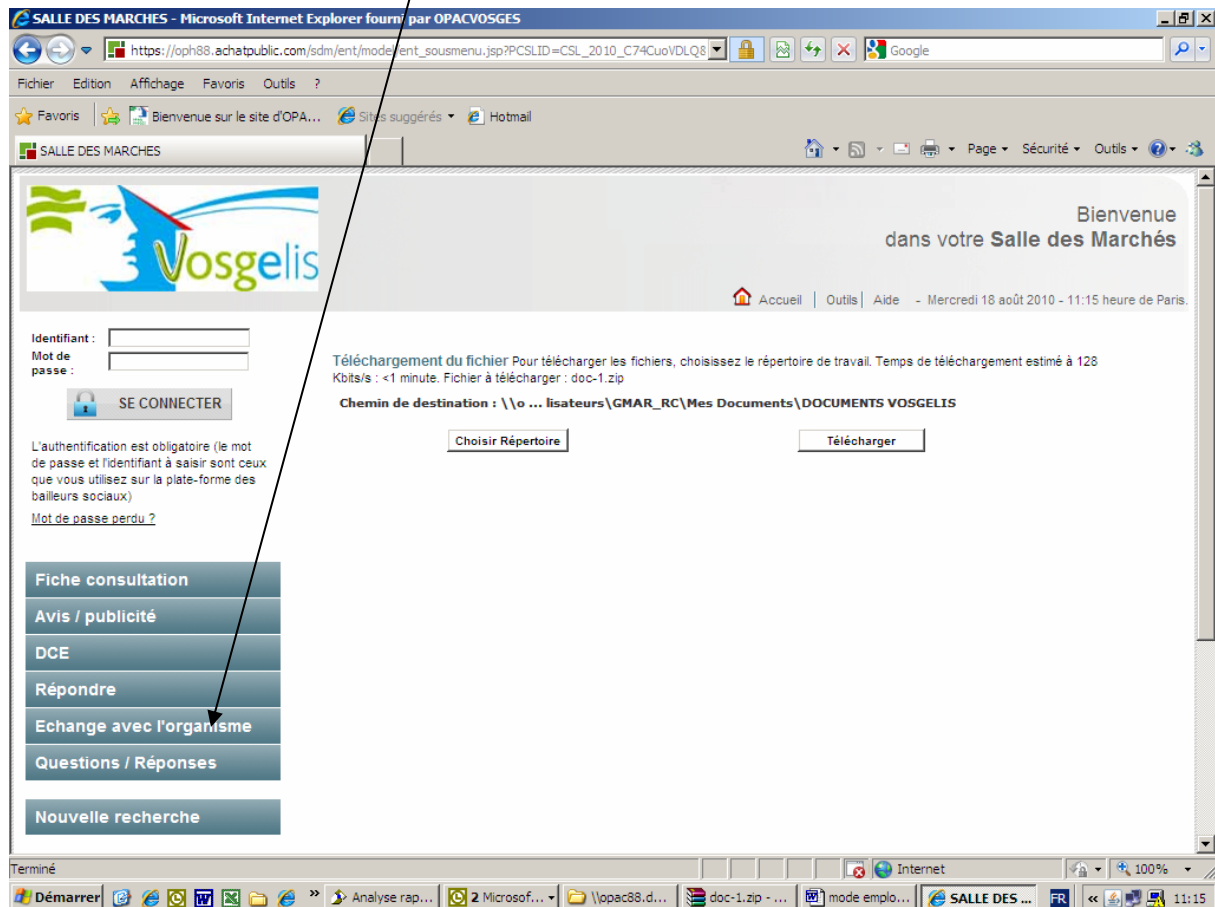 SALLE DES MARCHES - Microsoft Internet Explorer fourni par OPACVOSGES
https://oph88.achatpublic.com/sdm/ent/model/ent_sousmenu.jsp?PCSLID=CSL_2010_C74CuoVDLQ8
Google
Fichier Edition Affichage Favoris Outils ?
Favoris Bienvenue sur le site d'OPA... Sites suggérés Hotmail
SALLE DES MARCHES
Page Sécurité Outils
Vosgelis
Bienvenue
dans votre Salle des Marchés
Accueil | Outils | Aide - Mercredi 18 août 2010 - 11:15 heure de Paris.
Identifiant :
Mot de
passe :
SE CONNECTER
L'authentification est obligatoire (le mot
de passe et l'identifiant à saisir sont ceux
que vous utilisez sur la plate-forme des
bailleurs sociaux)
Mot de passe perdu ?
Téléchargement du fichier Pour télécharger les fichiers, choisissez le répertoire de travail. Temps de téléchargement estimé à 128
Kbits/s : <1 minute. Fichier à télécharger : doc-1.zip
Chemin de destination : \\o ... lisateurs\GMAR_RC\Mes Documents\DOCUMENTS VOSGELIS
Choisir Répertoire Télécharger
Fiche consultation
Avis / publicité
DCE
Répondre
Echange avec l'organisme
Questions / Réponses
Nouvelle recherche
Terminé Internet 100%
Démarrer » Analyse rap... 2 Microsof... \\opac88.d... doc-1.zip - ... mode emplo... SALLE DES ... FR « 11:15